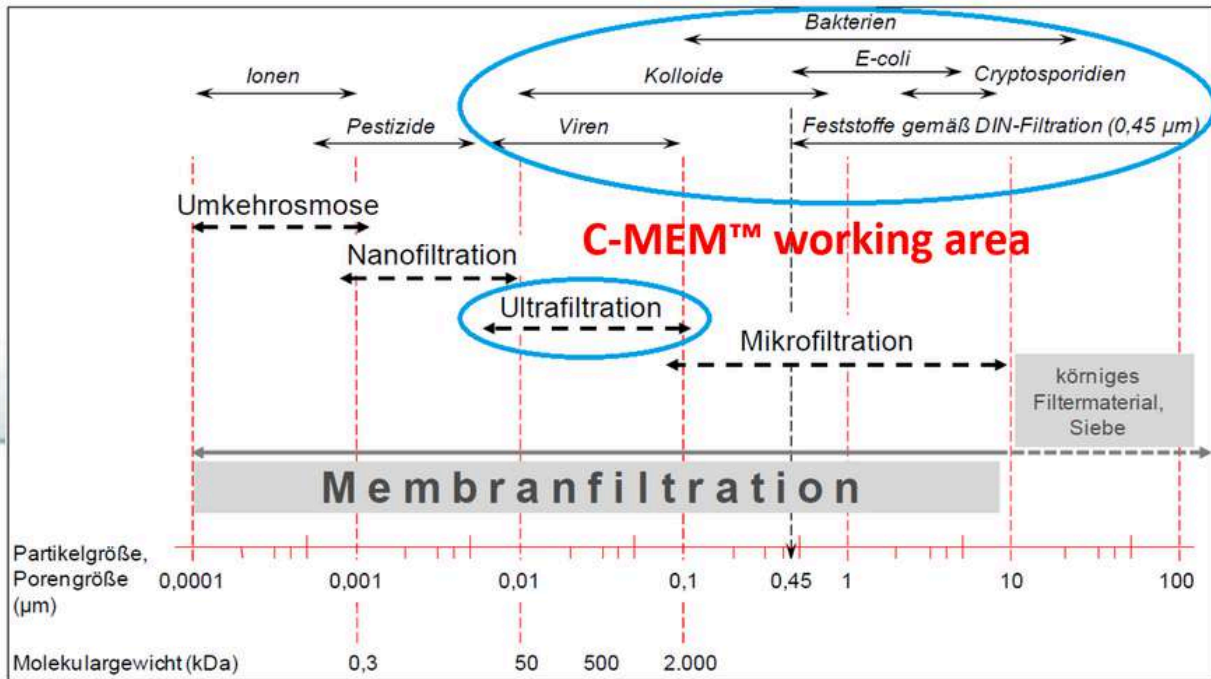 Bakterien
E-coli
Ionen
Kolloide
Cryptosporidien
Pestizide
Viren
Feststoffe gemäß DIN-Filtration (0,45 µm)
Umkehrosmose
C-MEM™ working area
Nanofiltration
Ultrafiltration
Mikrofiltration
körniges
Filtermaterial,
Siebe
Membranfiltration
Partikelgröße,
Porengröße
(µm)
0,0001 0,001 0,01 0,1 0,45 1 10 100
Molekulargewicht (kDa) 0,3 50 500 2.000